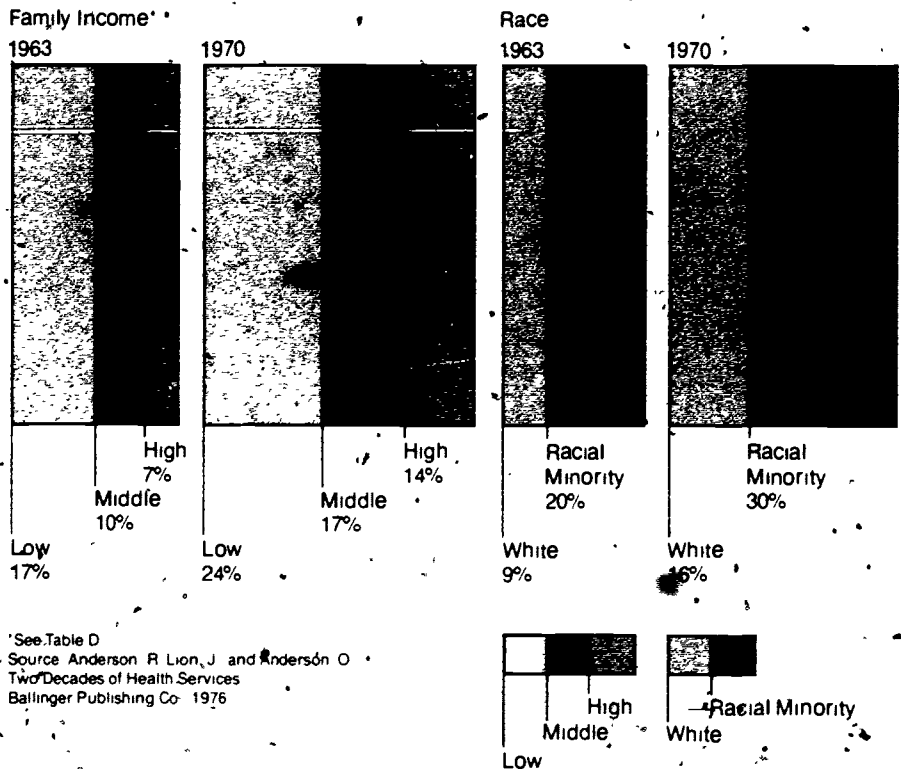 Family Income*
1963
1970
High
7%
Middle
10%
Low
17%
High
14%
Middle
17%
Low
24%
Race
1963
1970
Racial
Minority
20%
White
9%
Racial
Minority
30%
White
16%
*See Table D
Source Anderson R Lion, J and Anderson O
Two Decades of Health Services
Ballinger Publishing Co 1976
High
Middle
Low
Racial Minority
White